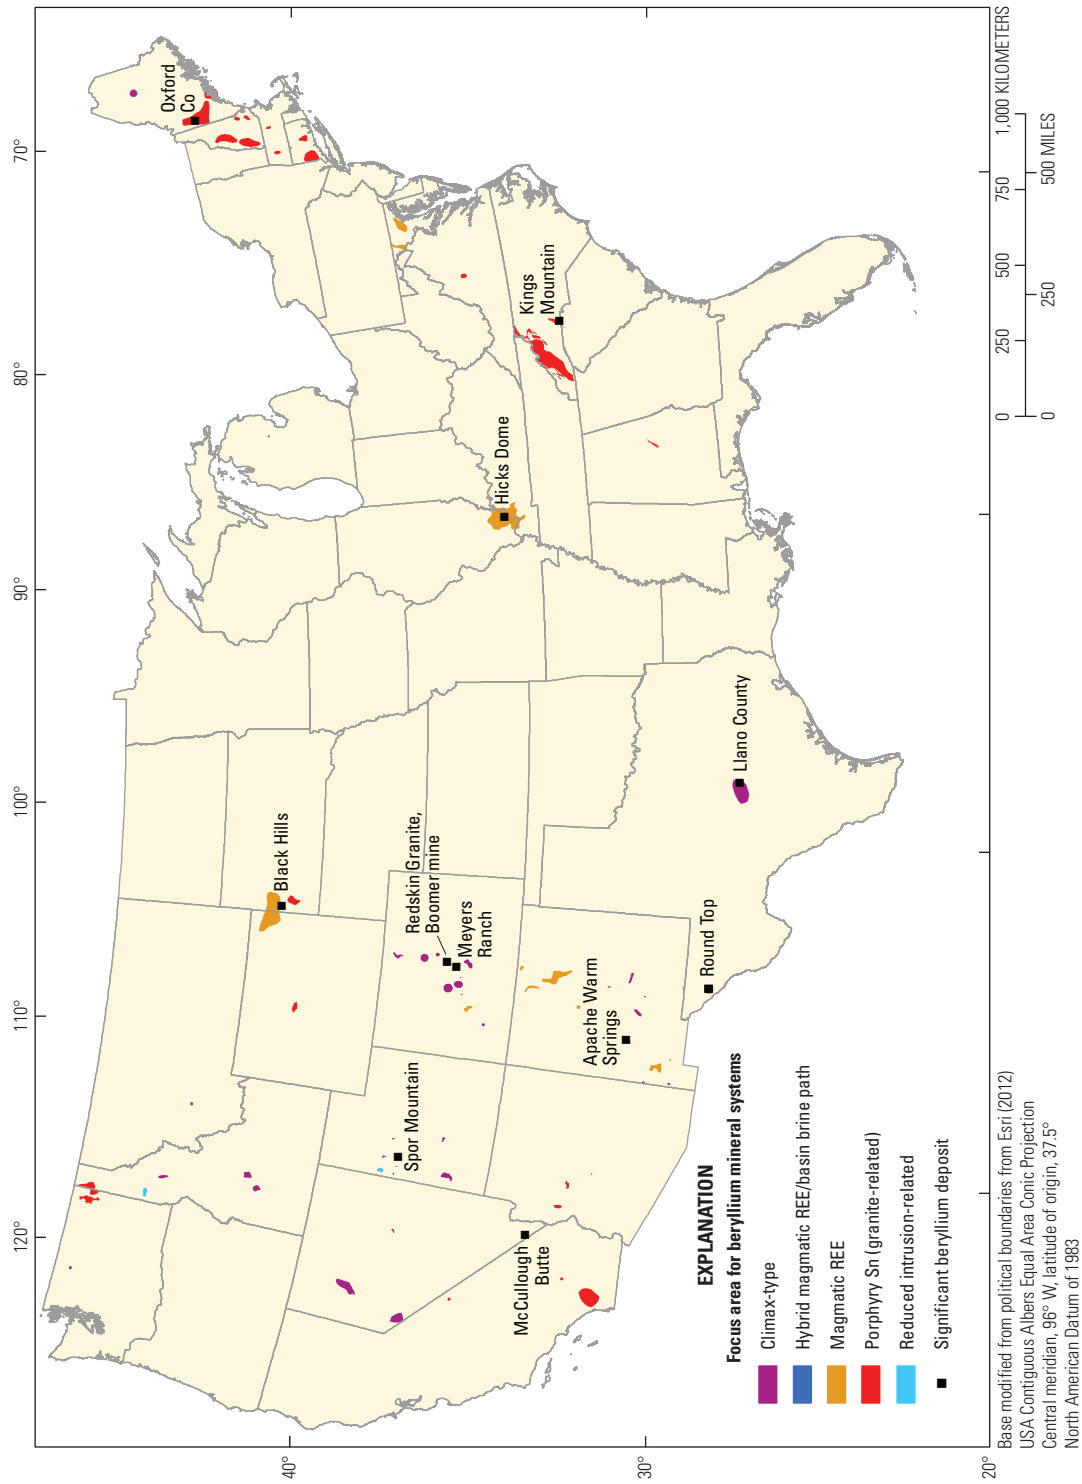 120°
110°
100°
90°
80°
70°
40°
30°
20°
Oxford
Co
Black Hills
Redskin Granite,
Boomer mine
Meyers
Ranch
Spor Mountain
McCullough
Butte
Hicks Dome
Kings
Mountain
Apache Warm
Springs
Round Top
Llano County
EXPLANATION
Focus area for beryllium mineral systems
Climax-type
Hybrid magmatic REE/basin brine path
Magmatic REE
Porphyry Sn (granite-related)
Reduced intrusion-related
Significant beryllium deposit
0 250 500 750 1,000 KILOMETERS
0 250 500 MILES
Base modified from political boundaries from Esri (2012)
USA Contiguous Albers Equal Area Conic Projection
Central meridian, 96° W, latitude of origin, 37.5°
North American Datum of 1983